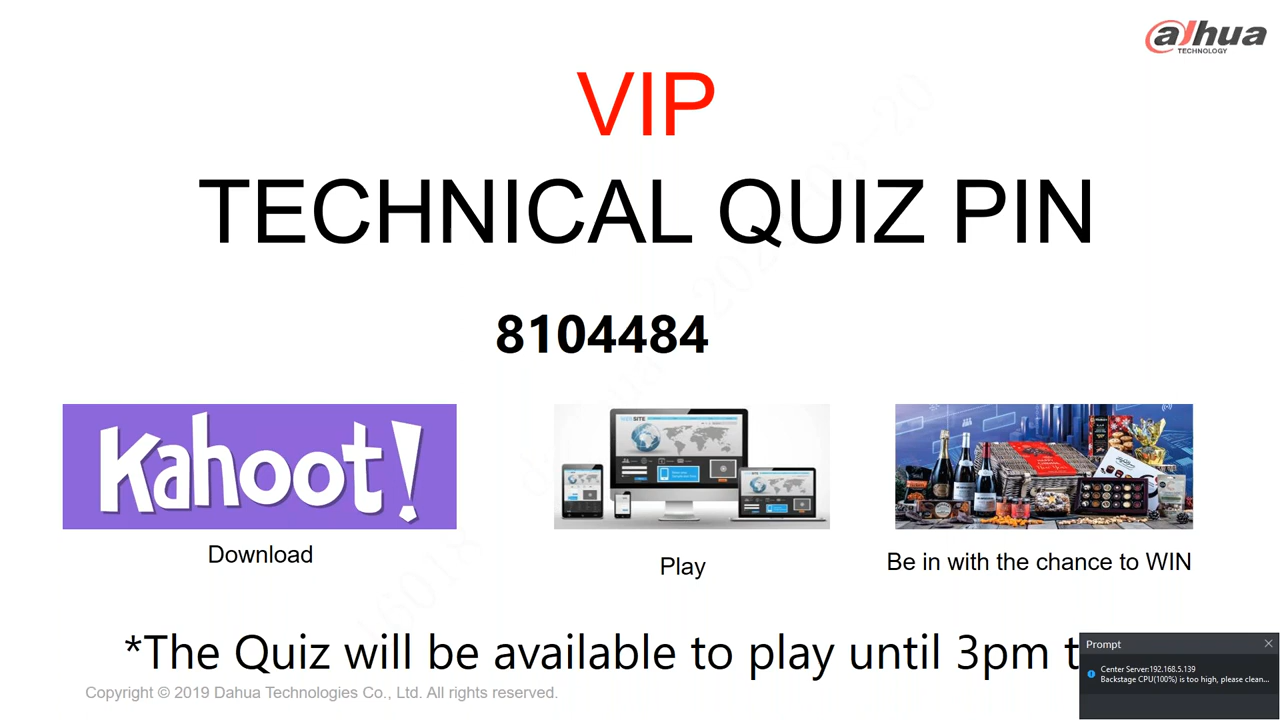 alhua
TECHNOLOGY
VIP
TECHNICAL QUIZ PIN
8104484
Kahoot!
WEB SITE
Download
Play
Be in with the chance to WIN
*The Quiz will be available to play until 3pm t
Copyright © 2019 Dahua Technologies Co., Ltd. All rights reserved.
Prompt
Center Server:192.168.5.139
Backstage CPU(100%) is too high, please clean...